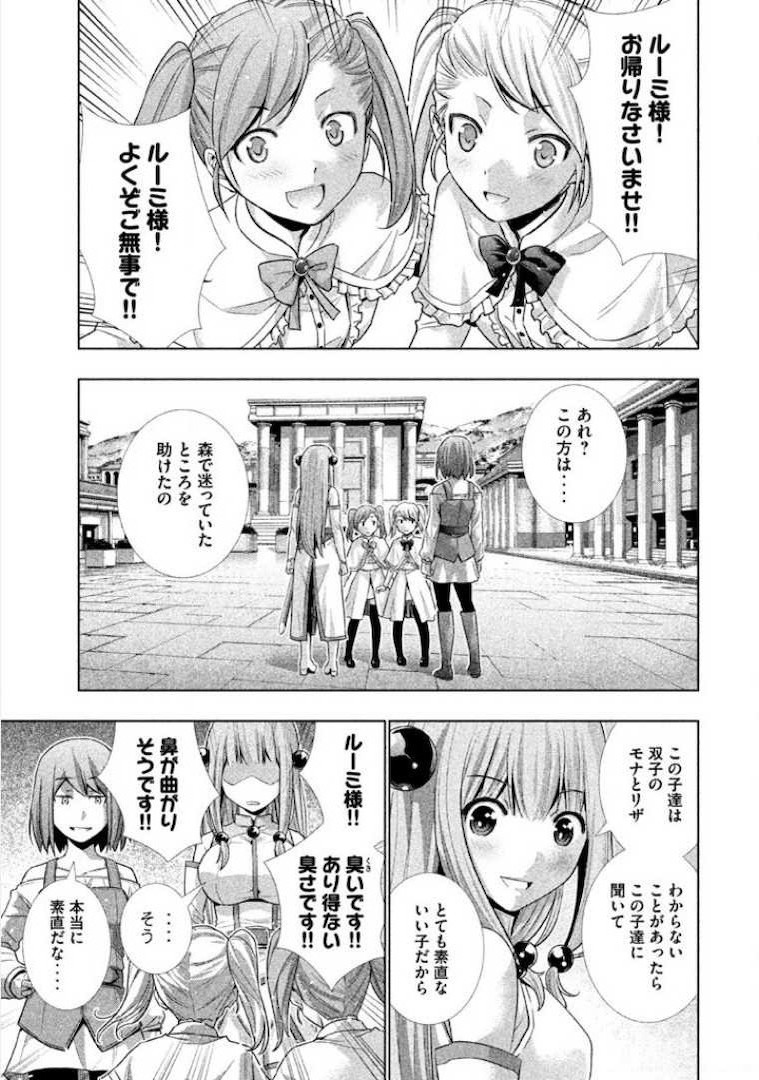 ルーミ様！
お帰りなさいませ!!
ルーミ様！
よくぞご無事で!!
あれ？
この方は
・・・・
森で迷っていた
ところを
助けたの
この子達は
双子の
モナとリザ
わからない
ことがあったら
この子達に
聞いて
とても素直な
いい子だから
ルーミ様!!
臭いです!!
くさ
あり得ない
臭さです!!
鼻が曲がり
そうです!!
・・・・
そう
本当に
素直だな
・・・・